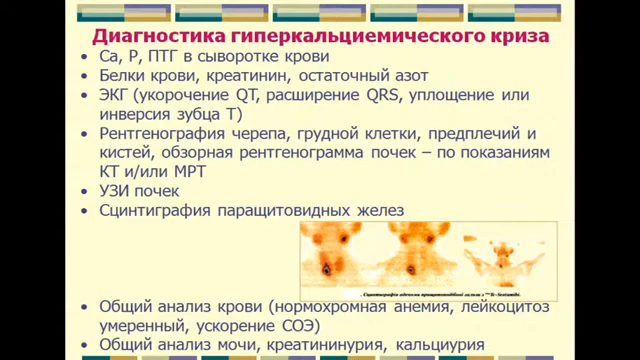 Диагностика гиперкальциемического криза
• Ca, P, ПТГ в сыворотке крови
• Белки крови, креатинин, остаточный азот
• ЭКГ (укорочение QT, расширение QRS, уплощение или
инверсия зубца Т)
• Рентгенография черепа, грудной клетки, предплечий и
кистей, обзорная рентгенограмма почек – по показаниям
КТ и/или МРТ
• УЗИ почек
• Сцинтиграфия паращитовидных желез
• Общий анализ крови (нормохромная анемия, лейкоцитоз
умеренный, ускорение СОЭ)
• Общий анализ мочи, креатининурия, кальциурия